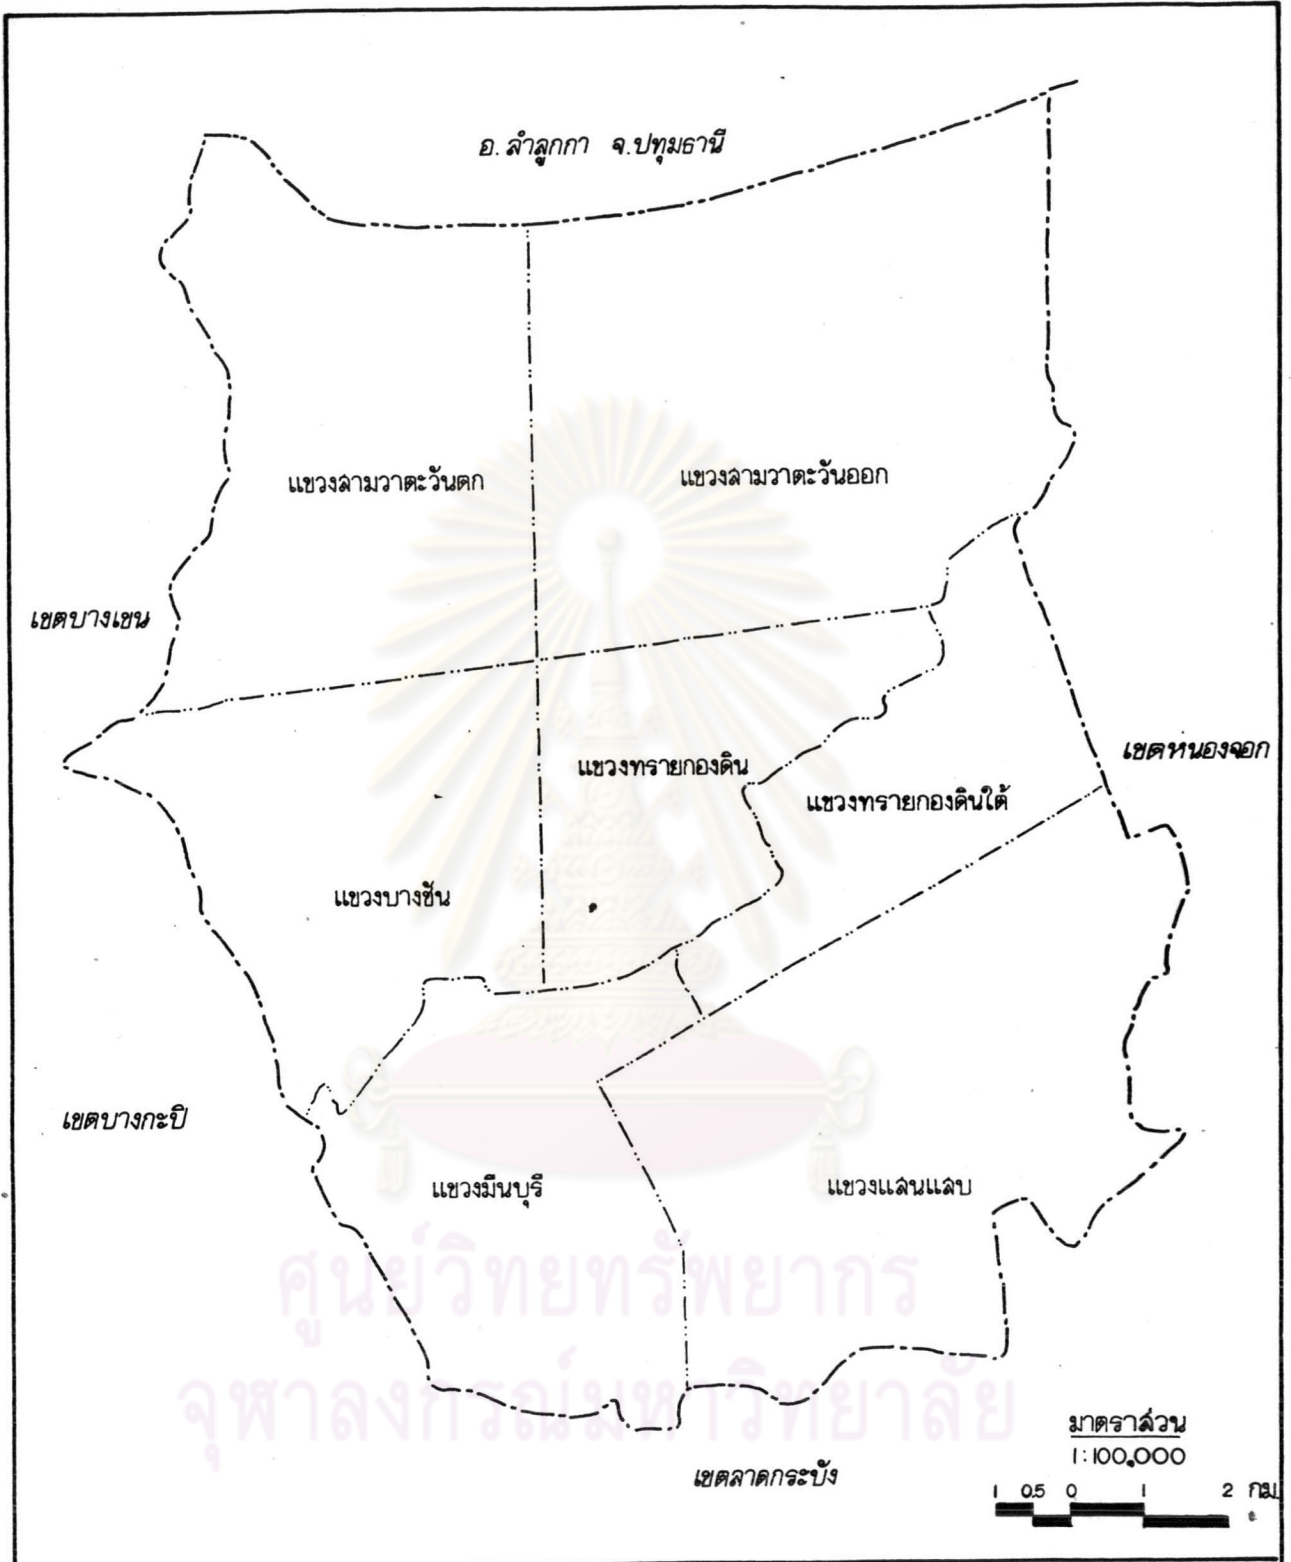 อ.ลำลูกกา จ.ปทุมธานี
แขวงสามวาตะวันตก
แขวงสามวาตะวันออก
เขตบางเขน
เขตหนองจอก
แขวงทรายกองดิน
แขวงทรายกองดินใต้
แขวงบางชัน
เขตบางกะปิ
แขวงมีนบุรี
แขวงแสนแสบ
ศูนย์วิทยทรัพยากร
จุฬาลงกรณ์มหาวิทยาลัย
เขตลาดกระบัง
มาตราส่วน
1:100,000
1 0.5 0 1 2 กม.